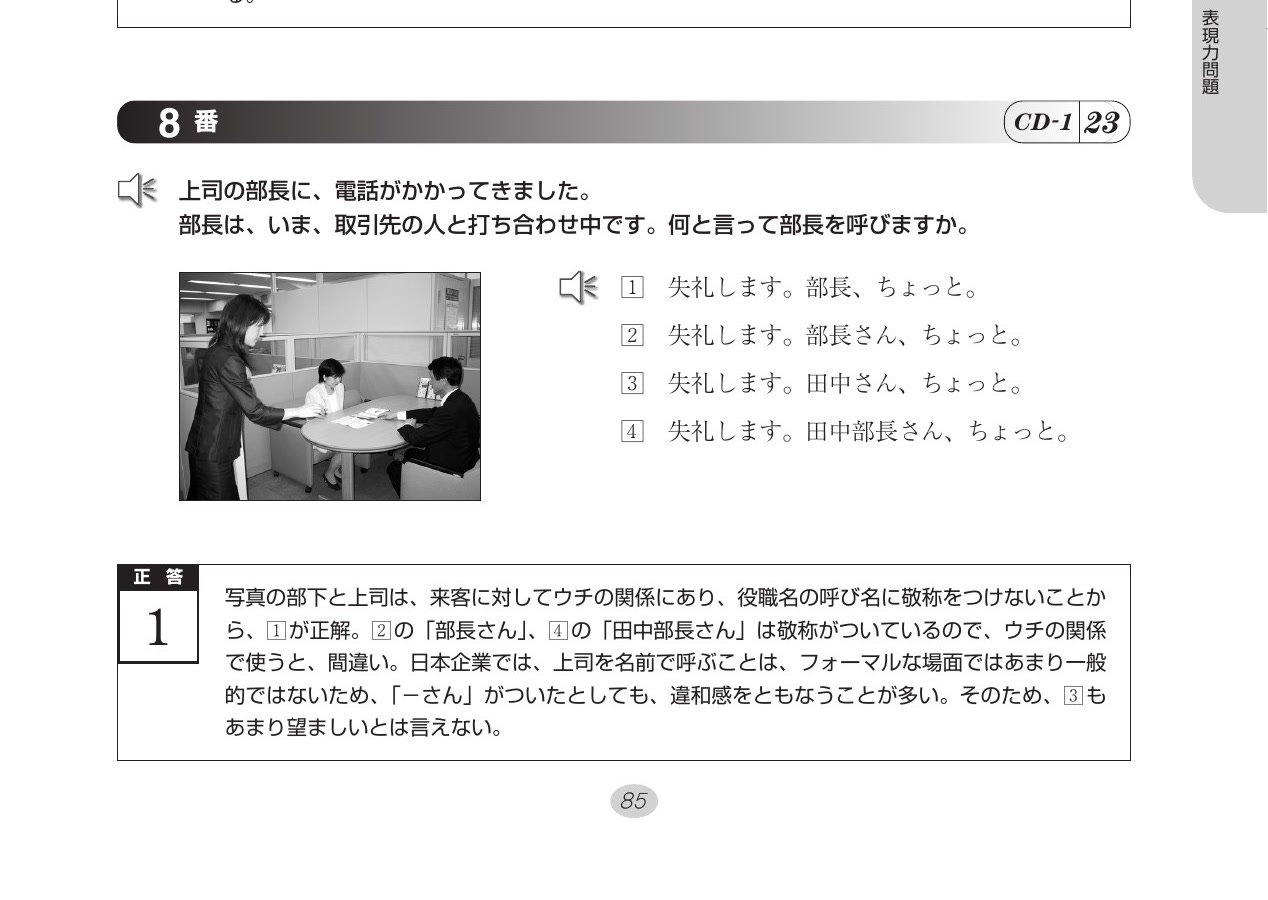 る。
表現力問題
8 番
CD-1 23
上司の部長に、電話がかかってきました。
部長は、いま、取引先の人と打ち合わせ中です。何と言って部長を呼びますか。
1 失礼します。部長、ちょっと。
2 失礼します。部長さん、ちょっと。
3 失礼します。田中さん、ちょっと。
4 失礼します。田中部長さん、ちょっと。
正 答
1
写真の部下と上司は、来客に対してウチの関係にあり、役職名の呼び名に敬称をつけないことか
ら、1が正解。2の「部長さん」、4の「田中部長さん」は敬称がついているので、ウチの関係
で使うと、間違い。日本企業では、上司を名前で呼ぶことは、フォーマルな場面ではあまり一般
的ではないため、「－さん」がついたとしても、違和感をともなうことが多い。そのため、3も
あまり望ましいとは言えない。
85